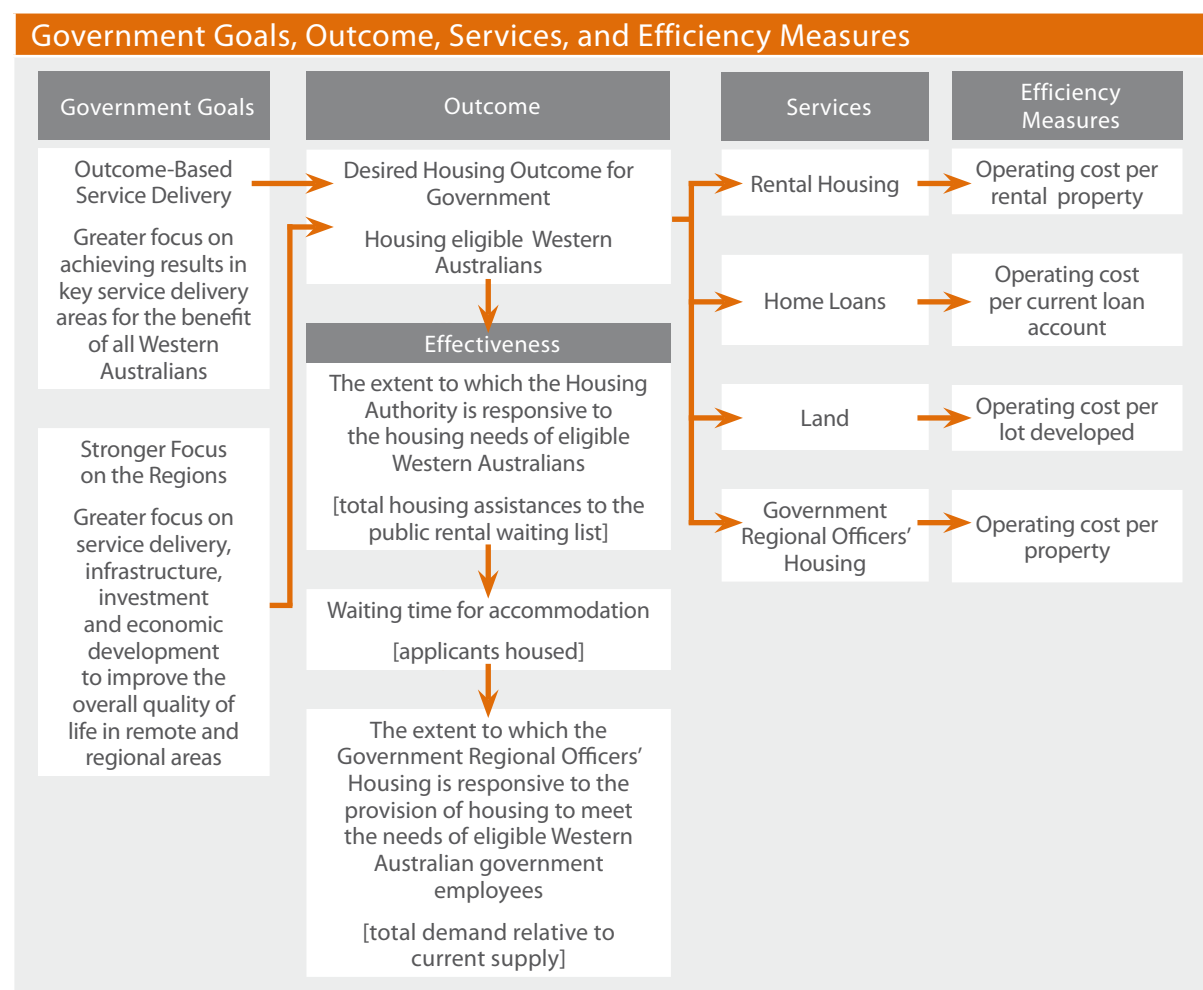 Government Goals, Outcome, Services, and Efficiency Measures
Government Goals
Outcome-Based
Service Delivery
Greater focus on
achieving results in
key service delivery
areas for the benefit
of all Western
Australians
Stronger Focus
on the Regions
Greater focus on
service delivery,
infrastructure,
investment
and economic
development
to improve the
overall quality of
life in remote and
regional areas
Outcome
Desired Housing Outcome for
Government
Housing eligible Western
Australians
Effectiveness
The extent to which the Housing
Authority is responsive to
the housing needs of eligible
Western Australians
[total housing assistances to the
public rental waiting list]
Waiting time for accommodation
[applicants housed]
The extent to which the
Government Regional Officers’
Housing is responsive to the
provision of housing to meet
the needs of eligible Western
Australian government
employees
[total demand relative to
current supply]
Services
Rental Housing
Home Loans
Land
Government
Regional Officers’
Housing
Efficiency
Measures
Operating cost per
rental property
Operating cost
per current loan
account
Operating cost per
lot developed
Operating cost per
property